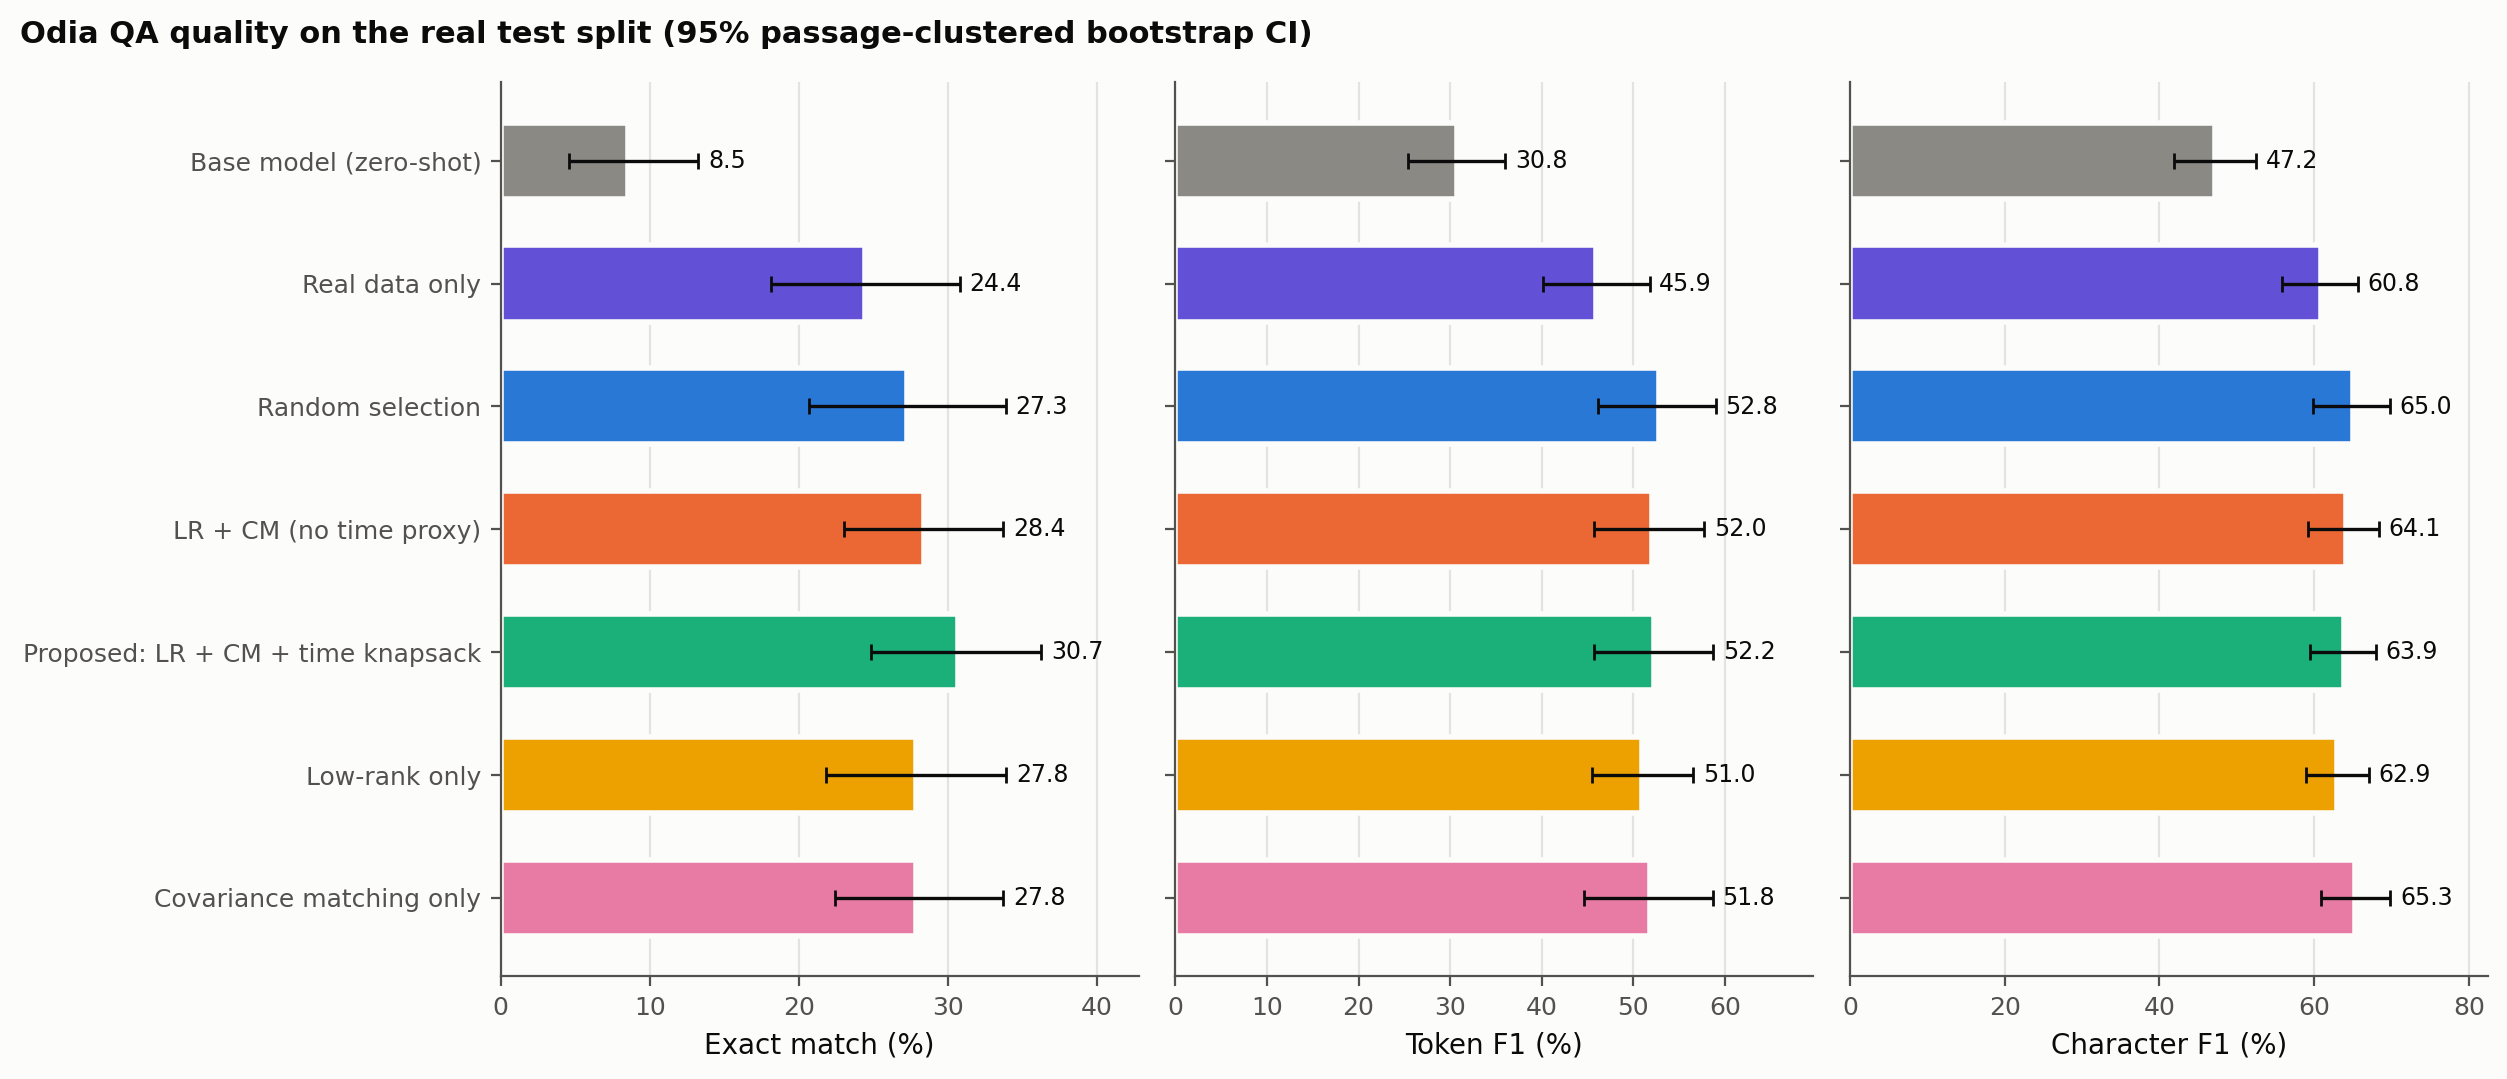 Odia QA quality on the real test split (95% passage-clustered bootstrap CI)
Base model (zero-shot) 8.5 30.8 47.2
Real data only 24.4 45.9 60.8
Random selection 27.3 52.8 65.0
LR + CM (no time proxy) 28.4 52.0 64.1
Proposed: LR + CM + time knapsack 30.7 52.2 63.9
Low-rank only 27.8 51.0 62.9
Covariance matching only 27.8 51.8 65.3
0 10 20 30 40 0 10 20 30 40 50 60 0 20 40 60 80
Exact match (%) Token F1 (%) Character F1 (%)